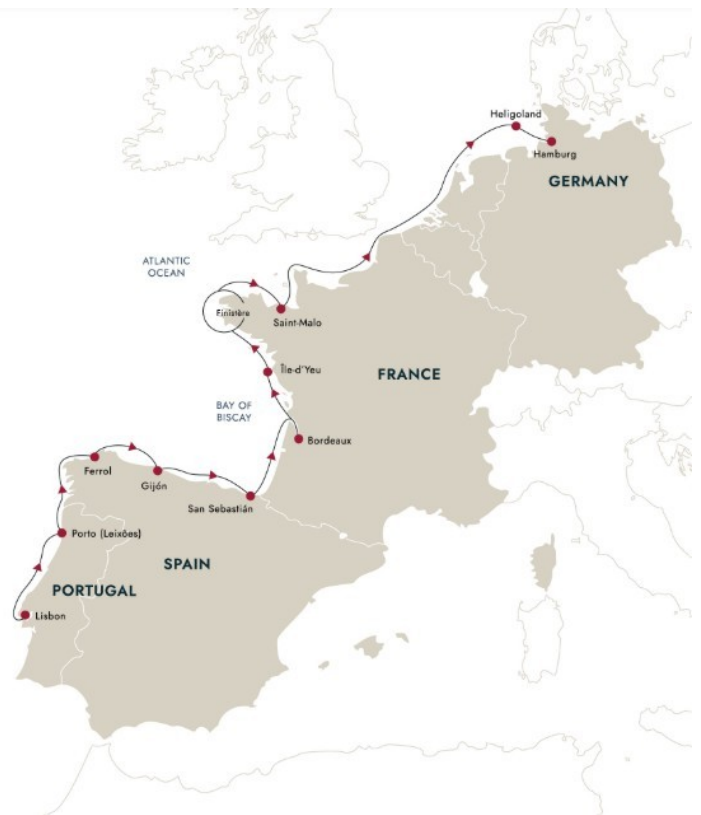 Heligoland
Hamburg
GERMANY
ATLANTIC
OCEAN
Finistère
Saint-Malo
FRANCE
Île-d'Yeu
BAY OF
BISCAY
Bordeaux
Ferrol
Gijón
San Sebastián
Porto (Leixões)
SPAIN
PORTUGAL
Lisbon